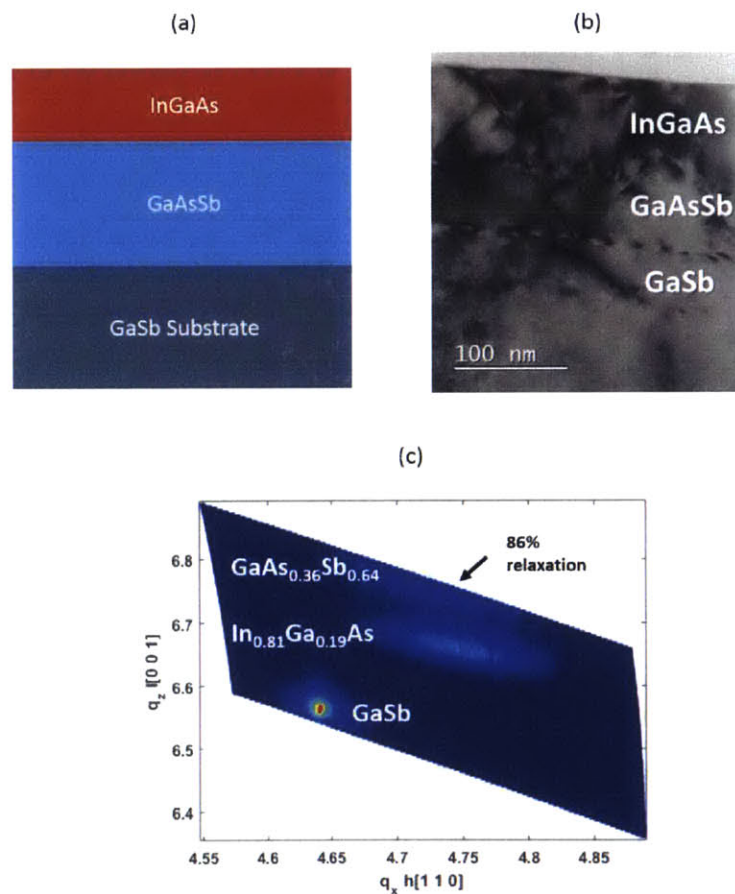 (a)
(b)
InGaAs
GaAsSb
GaSb Substrate
InGaAs
GaAsSb
GaSb
100 nm
(c)
86%
relaxation
GaAs0.36Sb0.64
In0.81Ga0.19As
GaSb
6.8
6.7
6.6
6.5
6.4
q_z l[0 0 1]
4.55 4.6 4.65 4.7 4.75 4.8 4.85
q_x h[1 1 0]